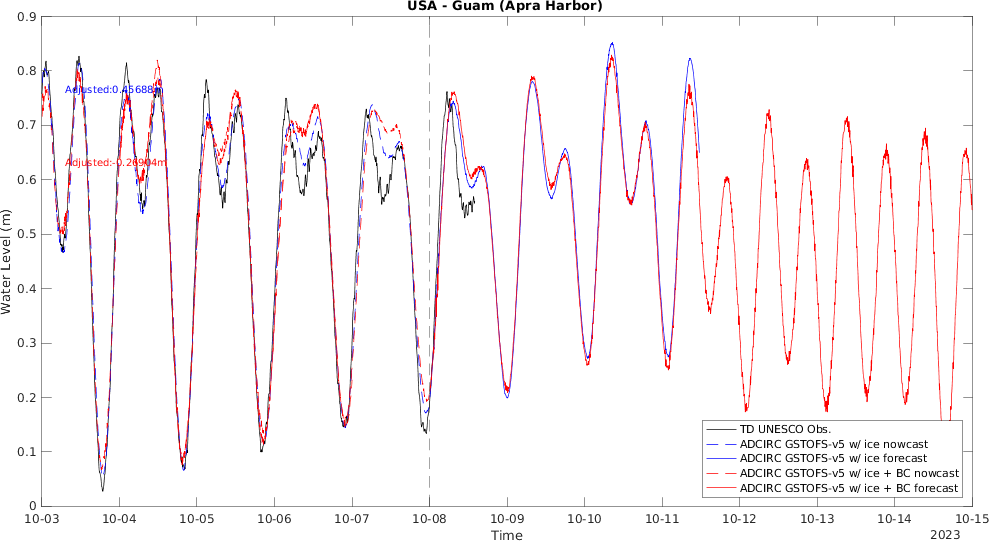 USA - Guam (Apra Harbor)
0.9
0.8
Adjusted:0.45688m
0.7
Adjusted:-0.26904m
0.6
0.5
Water Level (m)
0.4
0.3
0.2
0.1
0
TD UNESCO Obs.
ADCIRC GSTOFS-v5 w/ ice nowcast
ADCIRC GSTOFS-v5 w/ ice forecast
ADCIRC GSTOFS-v5 w/ ice + BC nowcast
ADCIRC GSTOFS-v5 w/ ice + BC forecast
10-03 10-04 10-05 10-06 10-07 10-08 10-09 10-10 10-11 10-12 10-13 10-14 10-15
Time
2023